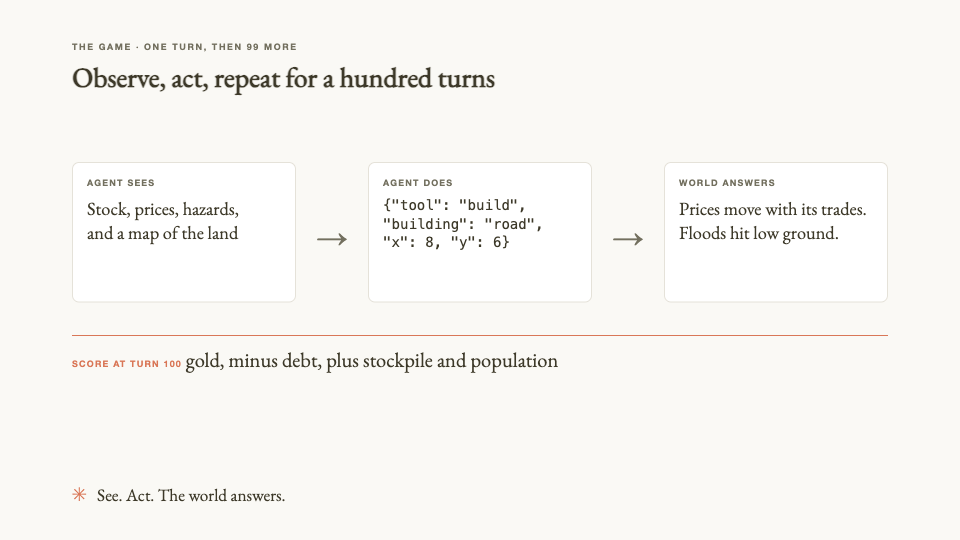 THE GAME · ONE TURN, THEN 99 MORE
Observe, act, repeat for a hundred turns
AGENT SEES
Stock, prices, hazards,
and a map of the land
AGENT DOES
{"tool": "build",
"building": "road",
"x": 8, "y": 6}
WORLD ANSWERS
Prices move with its trades.
Floods hit low ground.
SCORE AT TURN 100 gold, minus debt, plus stockpile and population
See. Act. The world answers.